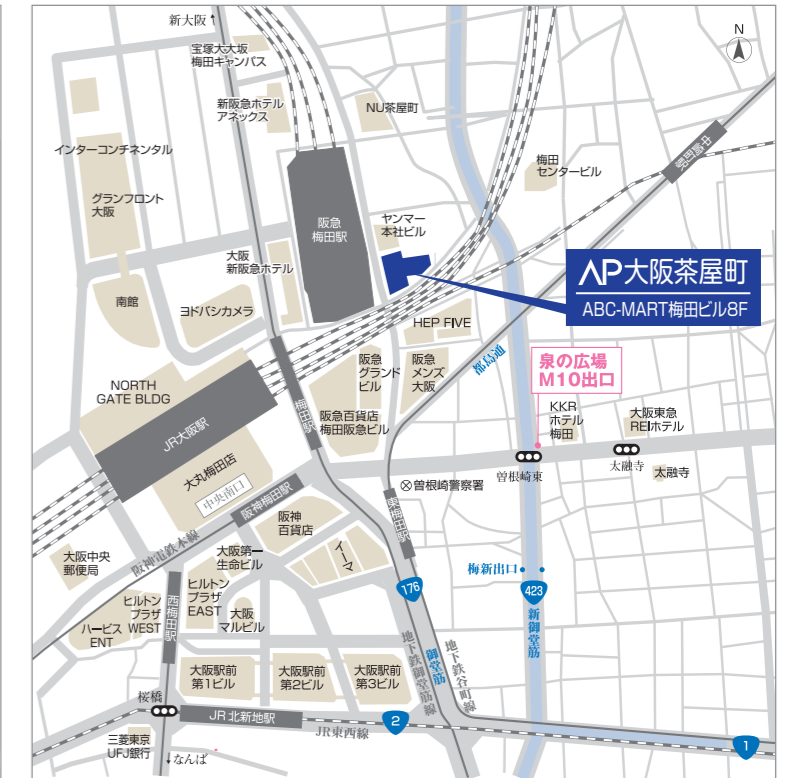 新大阪↑
N
宝塚大大坂
梅田キャンパス
新阪急ホテル
アネックス
NU茶屋町
インターコンチネンタル
グランフロント
大阪
阪急
梅田駅
ヤンマー
本社ビル
梅田
センタービル
中崎町駅
大阪
新阪急ホテル
AP大阪茶屋町
ABC-MART梅田ビル8F
南館
ヨドバシカメラ
HEP FIVE
都島通
阪急
グランド
ビル
阪急
メンズ
大阪
泉の広場
M10出口
NORTH
GATE BLDG
JR大阪駅
梅田駅
阪急百貨店
梅田阪急ビル
KKR
ホテル
梅田
大阪東急
REIホテル
大丸梅田店
中央南口
阪神梅田駅
曽根崎警察署
曽根崎東
太融寺
太融寺
東梅田駅
阪神
百貨店
イーマ
阪神電鉄本線
大阪中央
郵便局
大阪第一
生命ビル
梅新出口
176
423
ヒルトン
プラザ
WEST
ヒルトン
プラザ
EAST
大阪
マルビル
ハービス
ENT
西梅田駅
新御堂筋
御堂筋
地下鉄御堂筋線
地下鉄谷町線
大阪駅前
第1ビル
大阪駅前
第2ビル
大阪駅前
第3ビル
桜橋
JR 北新地駅
JR東西線
2
1
三菱東京
UFJ銀行
↓なんば